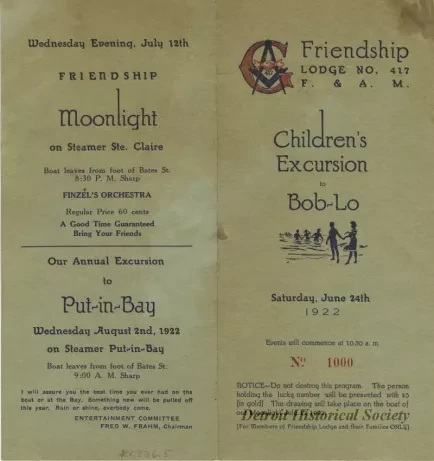 Wednesday Evening, July 12th
FRIENDSHIP
Moonlight
on Steamer Ste. Claire
Boat leaves from foot of Bates St.
8:30 P. M. Sharp
FINZEL'S ORCHESTRA
Regular Price 60 cents
A Good Time Guaranteed
Bring Your Friends
Our Annual Excursion
to
Put-in-Bay
Wednesday August 2nd, 1922
on Steamer Put-in-Bay
Boat leaves from foot of Bates St.
9:00 A. M. Sharp
I will assure you the best time you ever had on the
boat or at the Bay. Something new will be pulled off
this year. Rain or shine, everbody come.
ENTERTAINMENT COMMITTEE
FRED W. FRAHM, Chairman
G
Friendship
LODGE NO. 417
F. & A. M.
Children's
Excursion
to
Bob-Lo
Saturday, June 24th
1922
Events will commence at 10:30 a. m.
Nº 1000
NOTICE—Do not destroy this program. The person
holding the lucky number will be presented with $5
(in gold) The drawing will take place on the boat of
our Moonlight July
Detroit Historical Society
(For Members of Friendship Lodge and their Families ONLY)